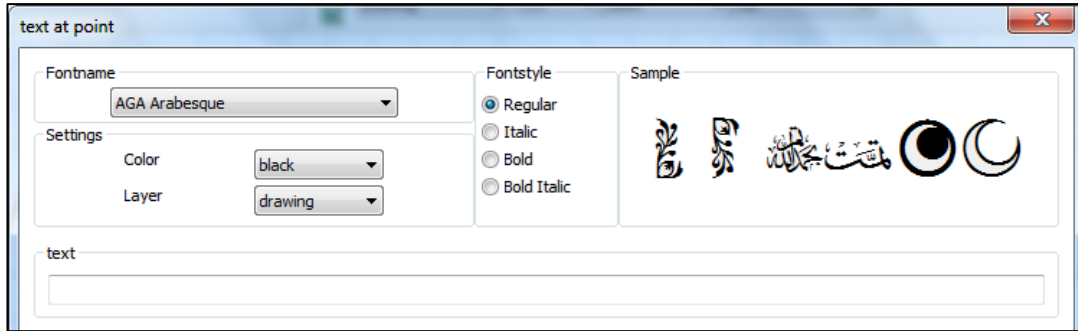 text at point
Fontname
AGA Arabesque
Settings
Color
black
Layer
drawing
Fontstyle
Regular
Italic
Bold
Bold Italic
Sample
text